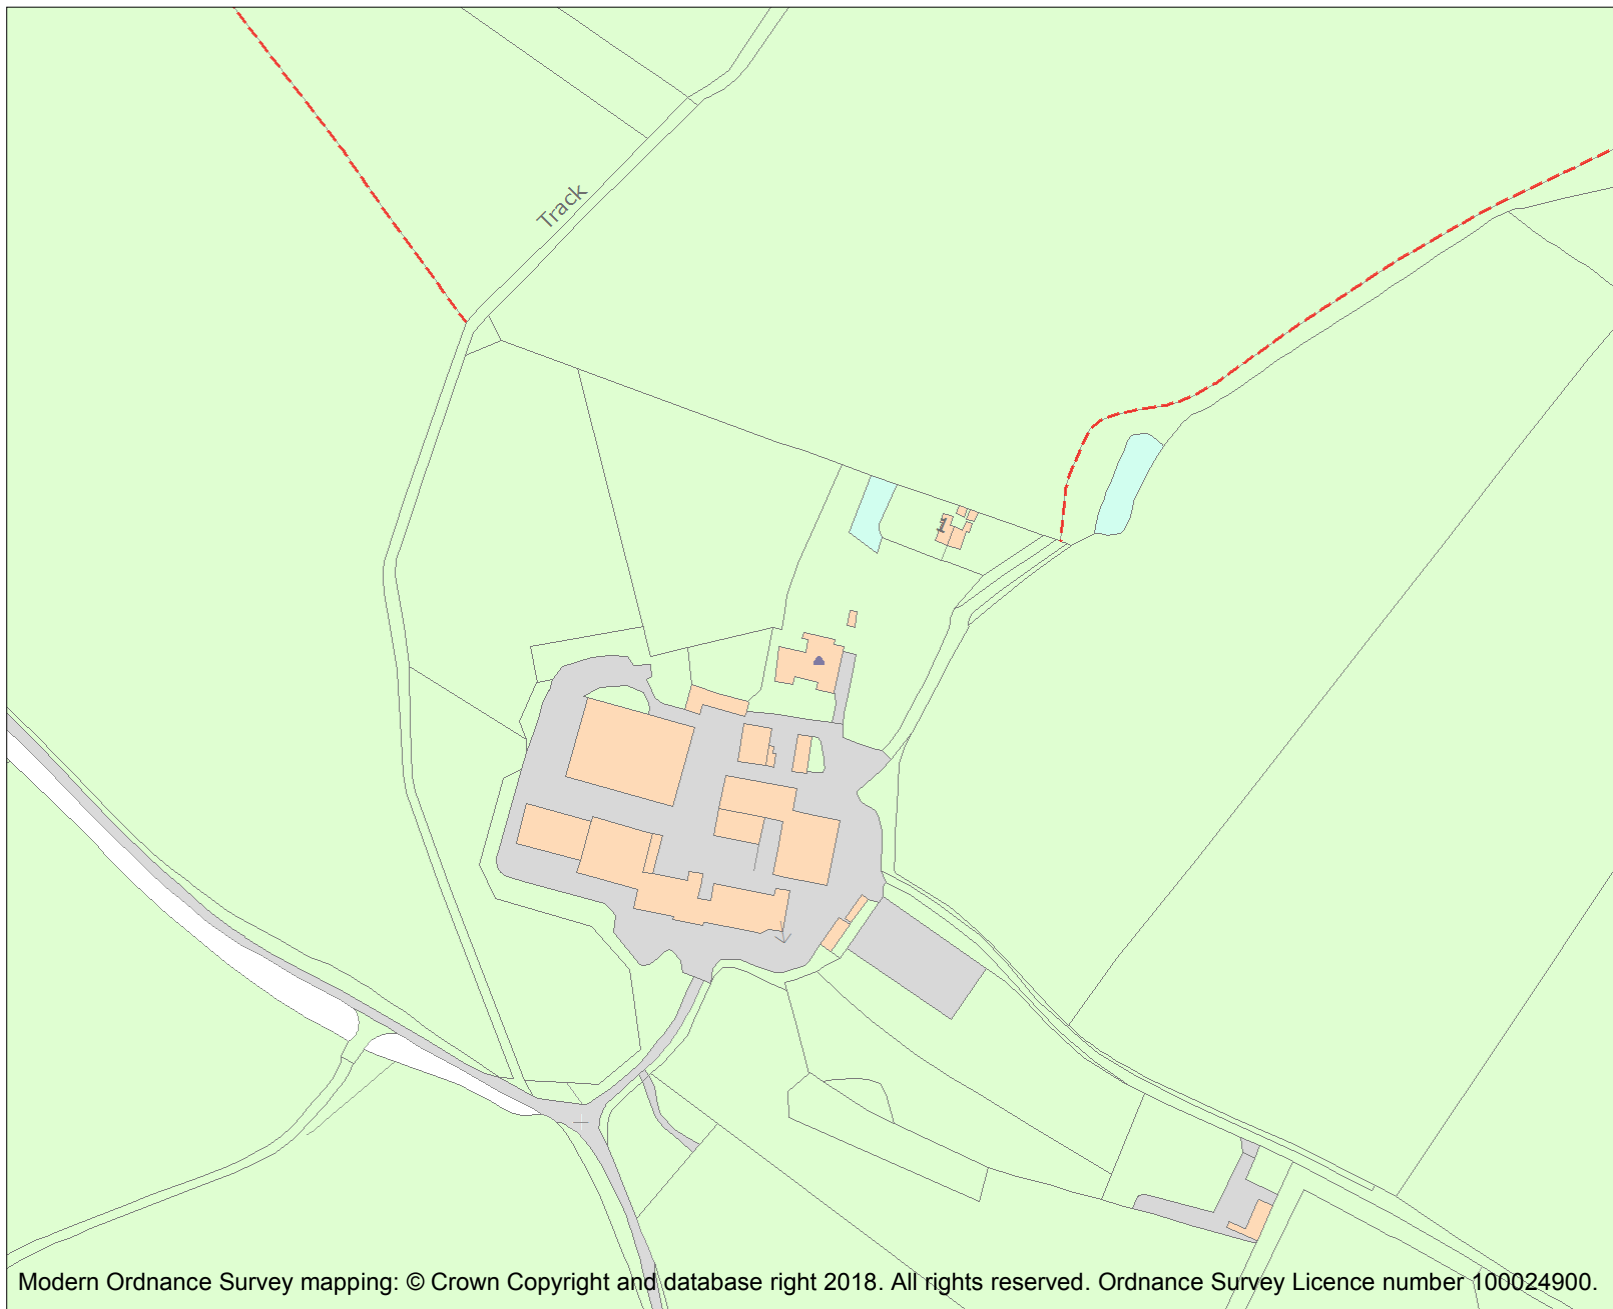 Track
1
Modern Ordnance Survey mapping: © Crown Copyright and database right 2018. All rights reserved. Ordnance Survey Licence number 100024900.